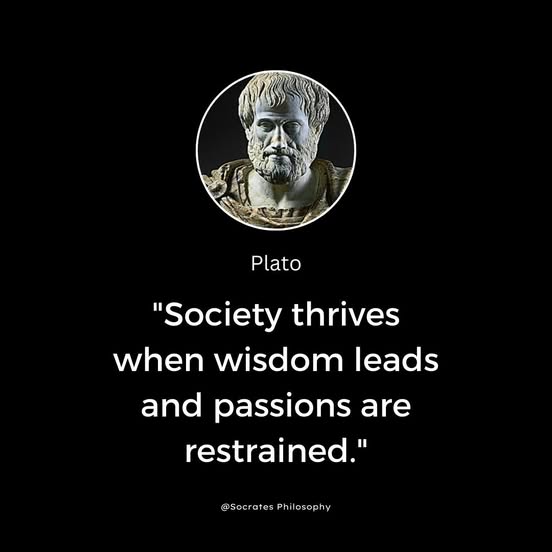 Plato
"Society thrives
when wisdom leads
and passions are
restrained."
@Socrates Philosophy